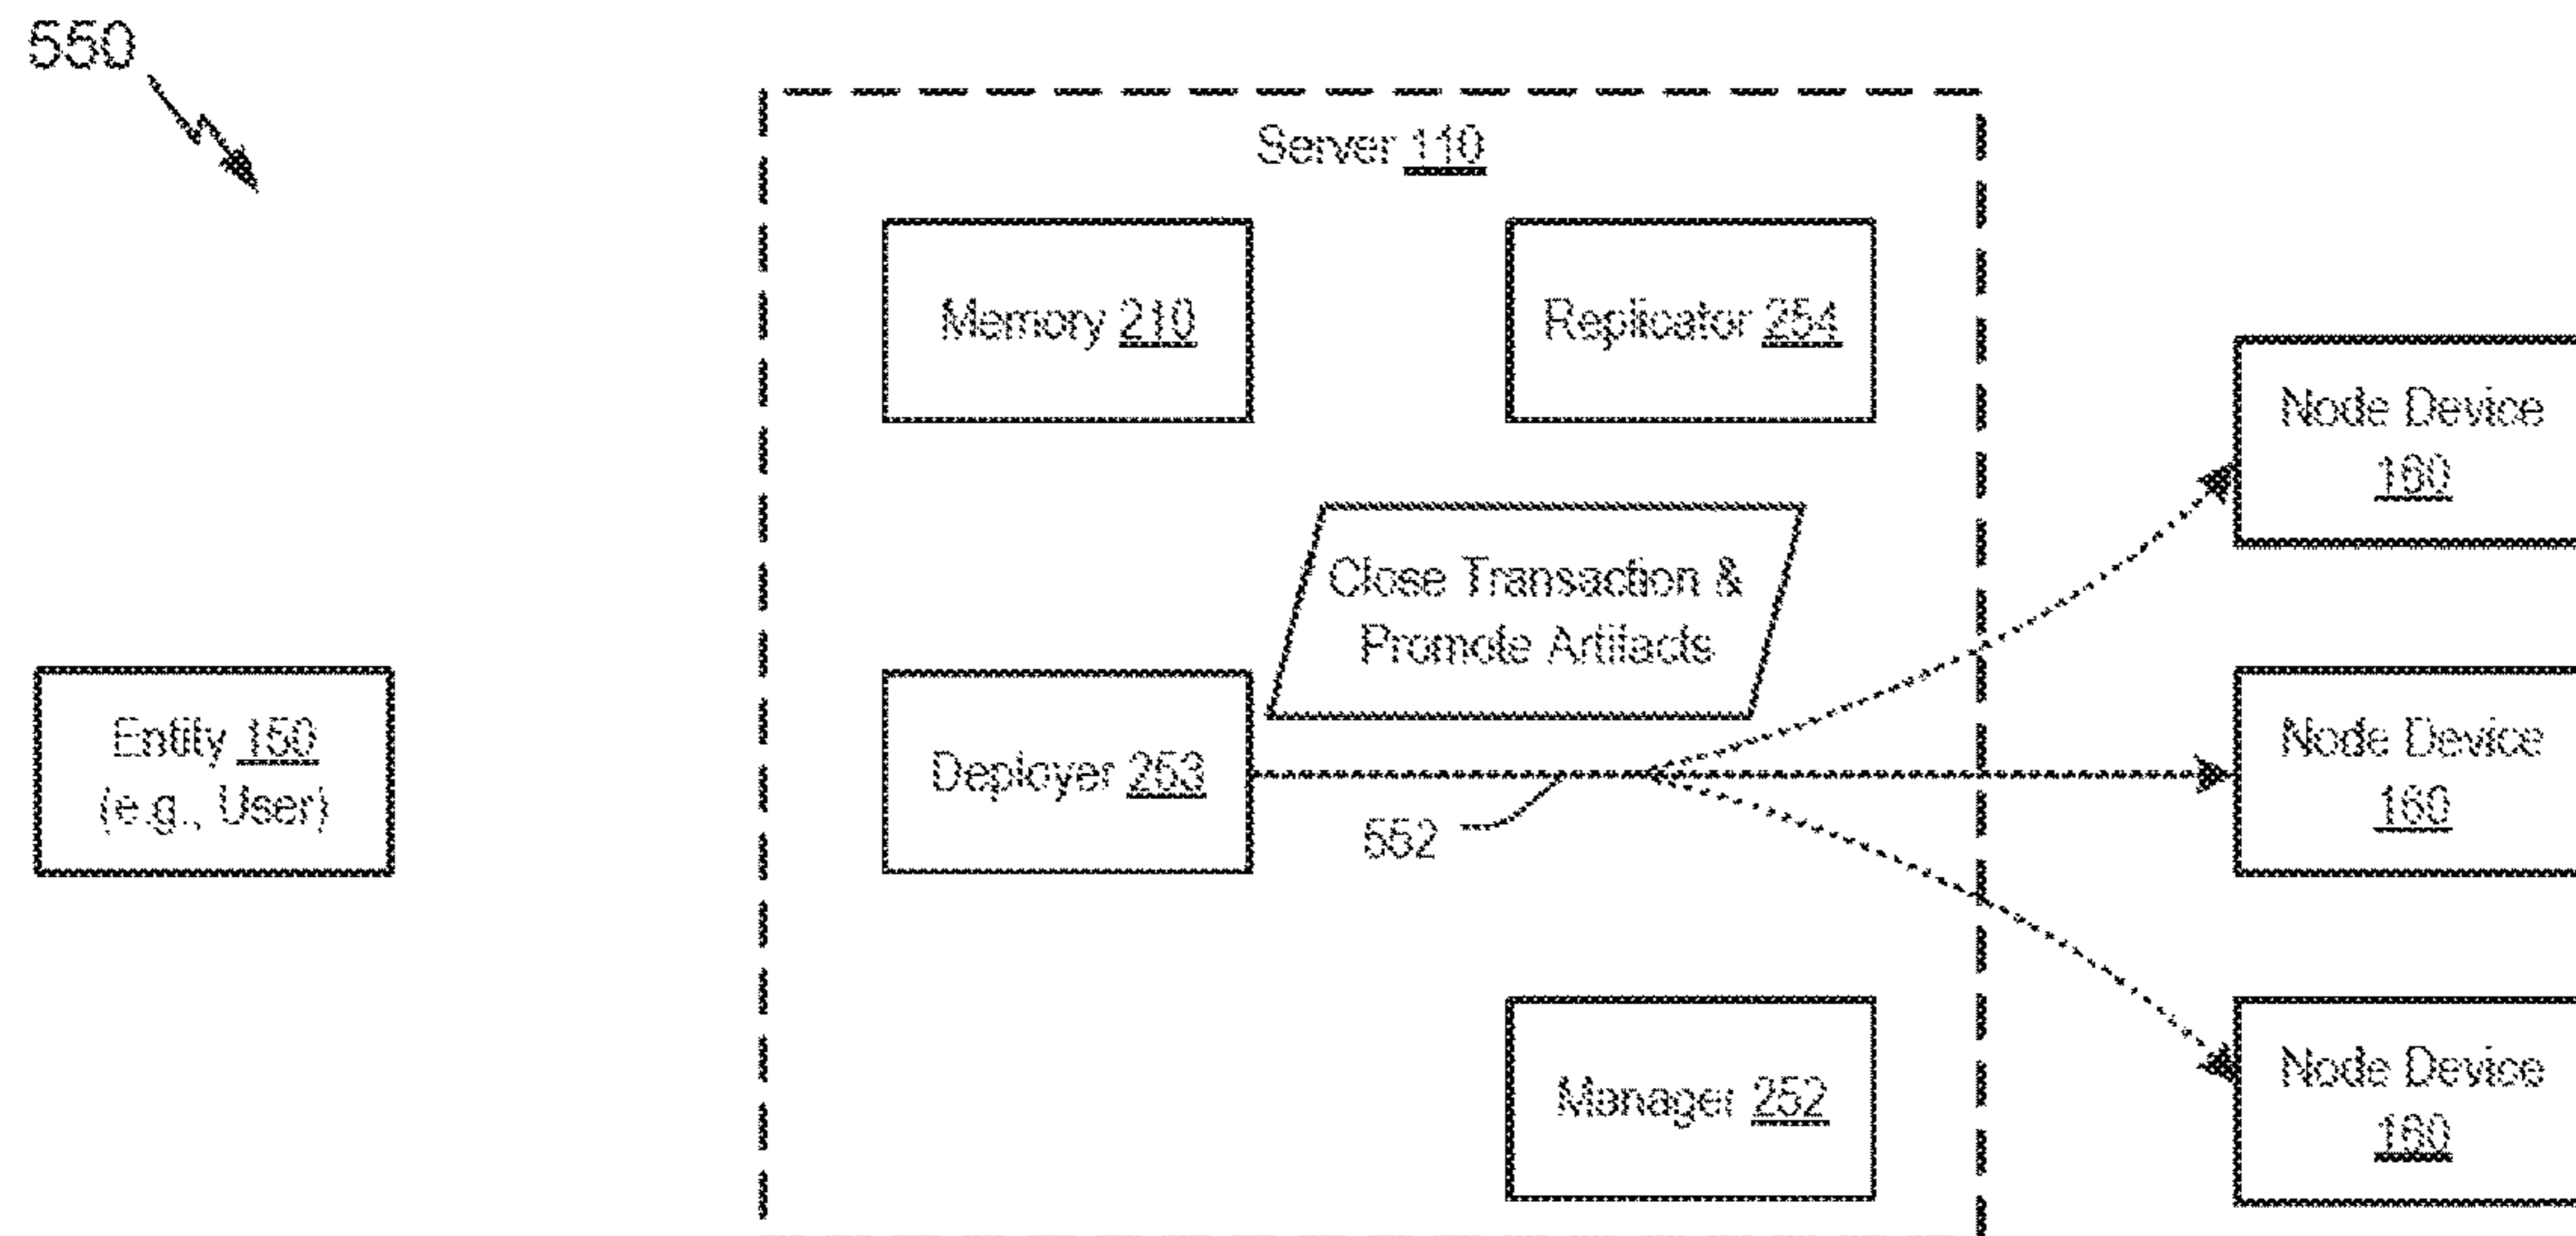 550
Server 110
Memory 210
Replicator 254
Node Device
160
Close Transaction &
Promote Artifacts
Entity 150
(e.g., User)
Deployer 253
552
Node Device
160
Manager 252
Node Device
160